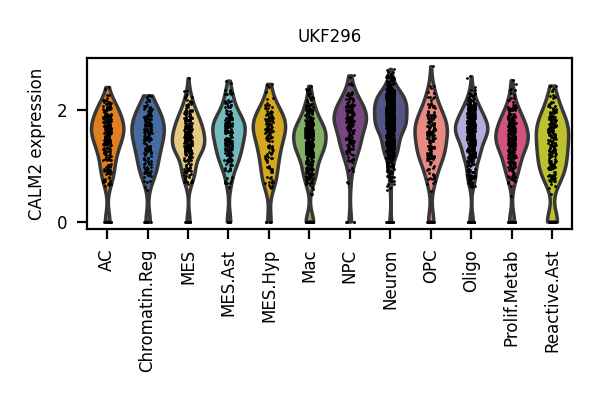 UKF296
CALM2 expression
2
0
AC
Chromatin.Reg
MES
MES.Ast
MES.Hyp
Mac
NPC
Neuron
OPC
Oligo
Prolif.Metab
Reactive.Ast